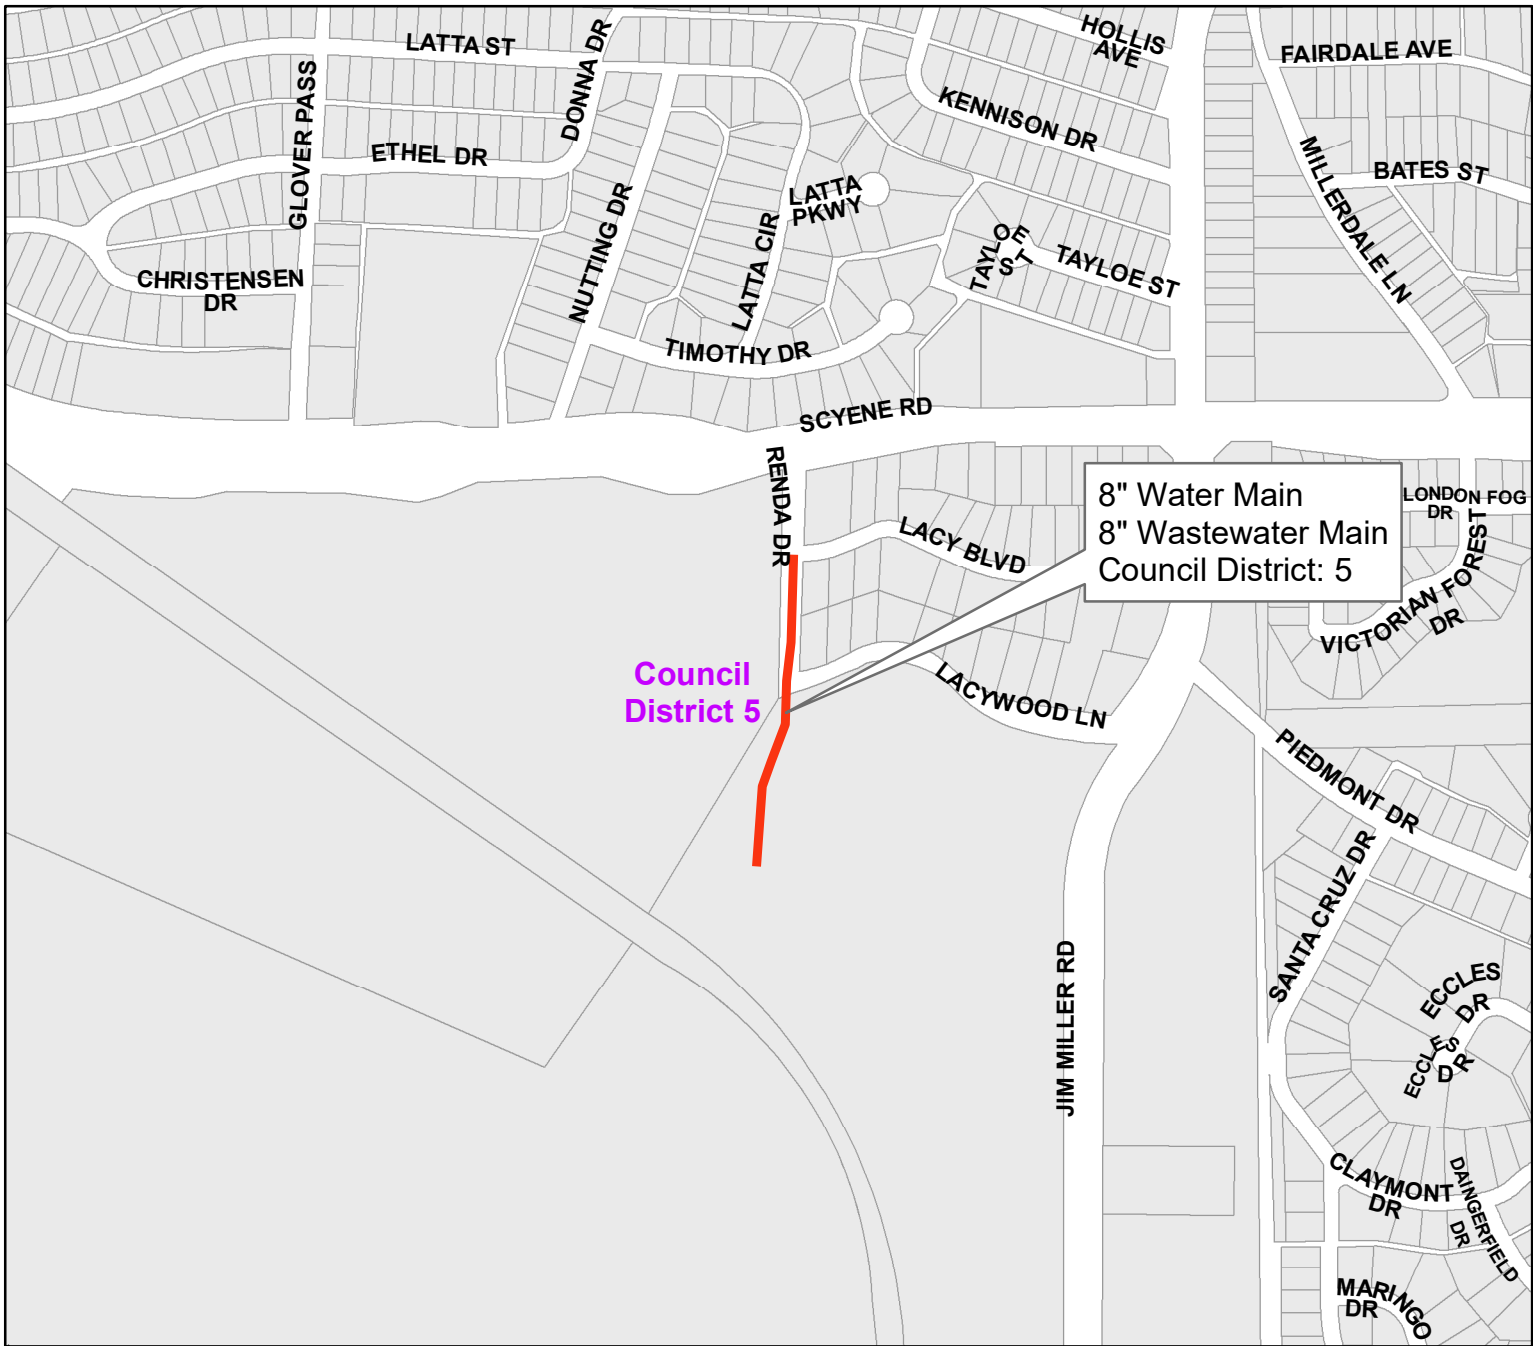 LATTA ST
DONNA DR
HOLLIS
AVE
FAIRDALE AVE
GLOVER PASS
KENNISON DR
ETHEL DR
MILLERDALE LN
BATES ST
LATTA
PKWY
NUTTING DR
LATTA CIR
TAYLOE
ST
TAYLOE ST
CHRISTENSEN
DR
TIMOTHY DR
SCYENE RD
RENDA DR
8" Water Main
8" Wastewater Main
Council District: 5
LONDON FOG
DR
LACY BLVD
VICTORIAN FOREST
DR
Council
District 5
LACYWOOD LN
PIEDMONT DR
SANTA CRUZ DR
JIM MILLER RD
ECCLES
DR
ECCLES
DR
CLAYMONT
DR
DAINGERFIELD
DR
MARINGO
DR